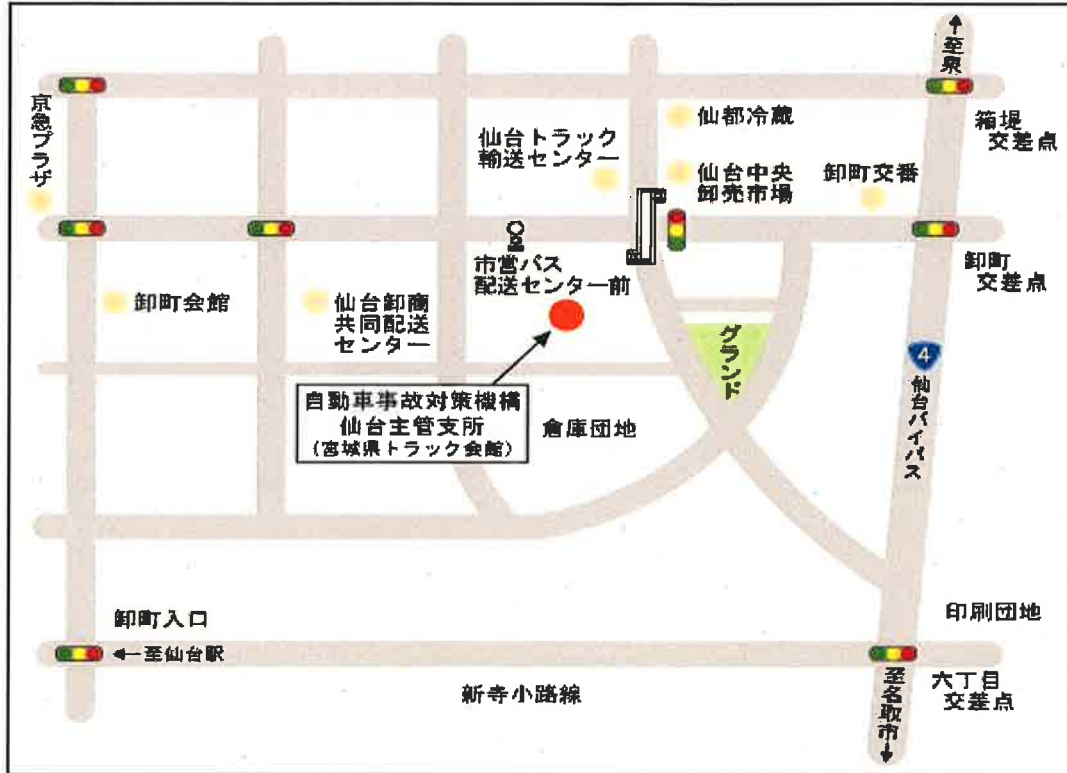 至泉
京急プラザ
仙台トラック
輸送センター
仙都冷蔵
仙台中央
卸売市場
卸町交番
箱堤
交差点
市営バス
配送センター前
卸町
交差点
卸町会館
仙台卸商
共同配送
センター
グランド
4
仙台バイパス
自動車事故対策機構
仙台主管支所
(宮城県トラック会館)
倉庫団地
卸町入口
←至仙台駅
印刷団地
新寺小路線
六丁目
交差点
至名取市